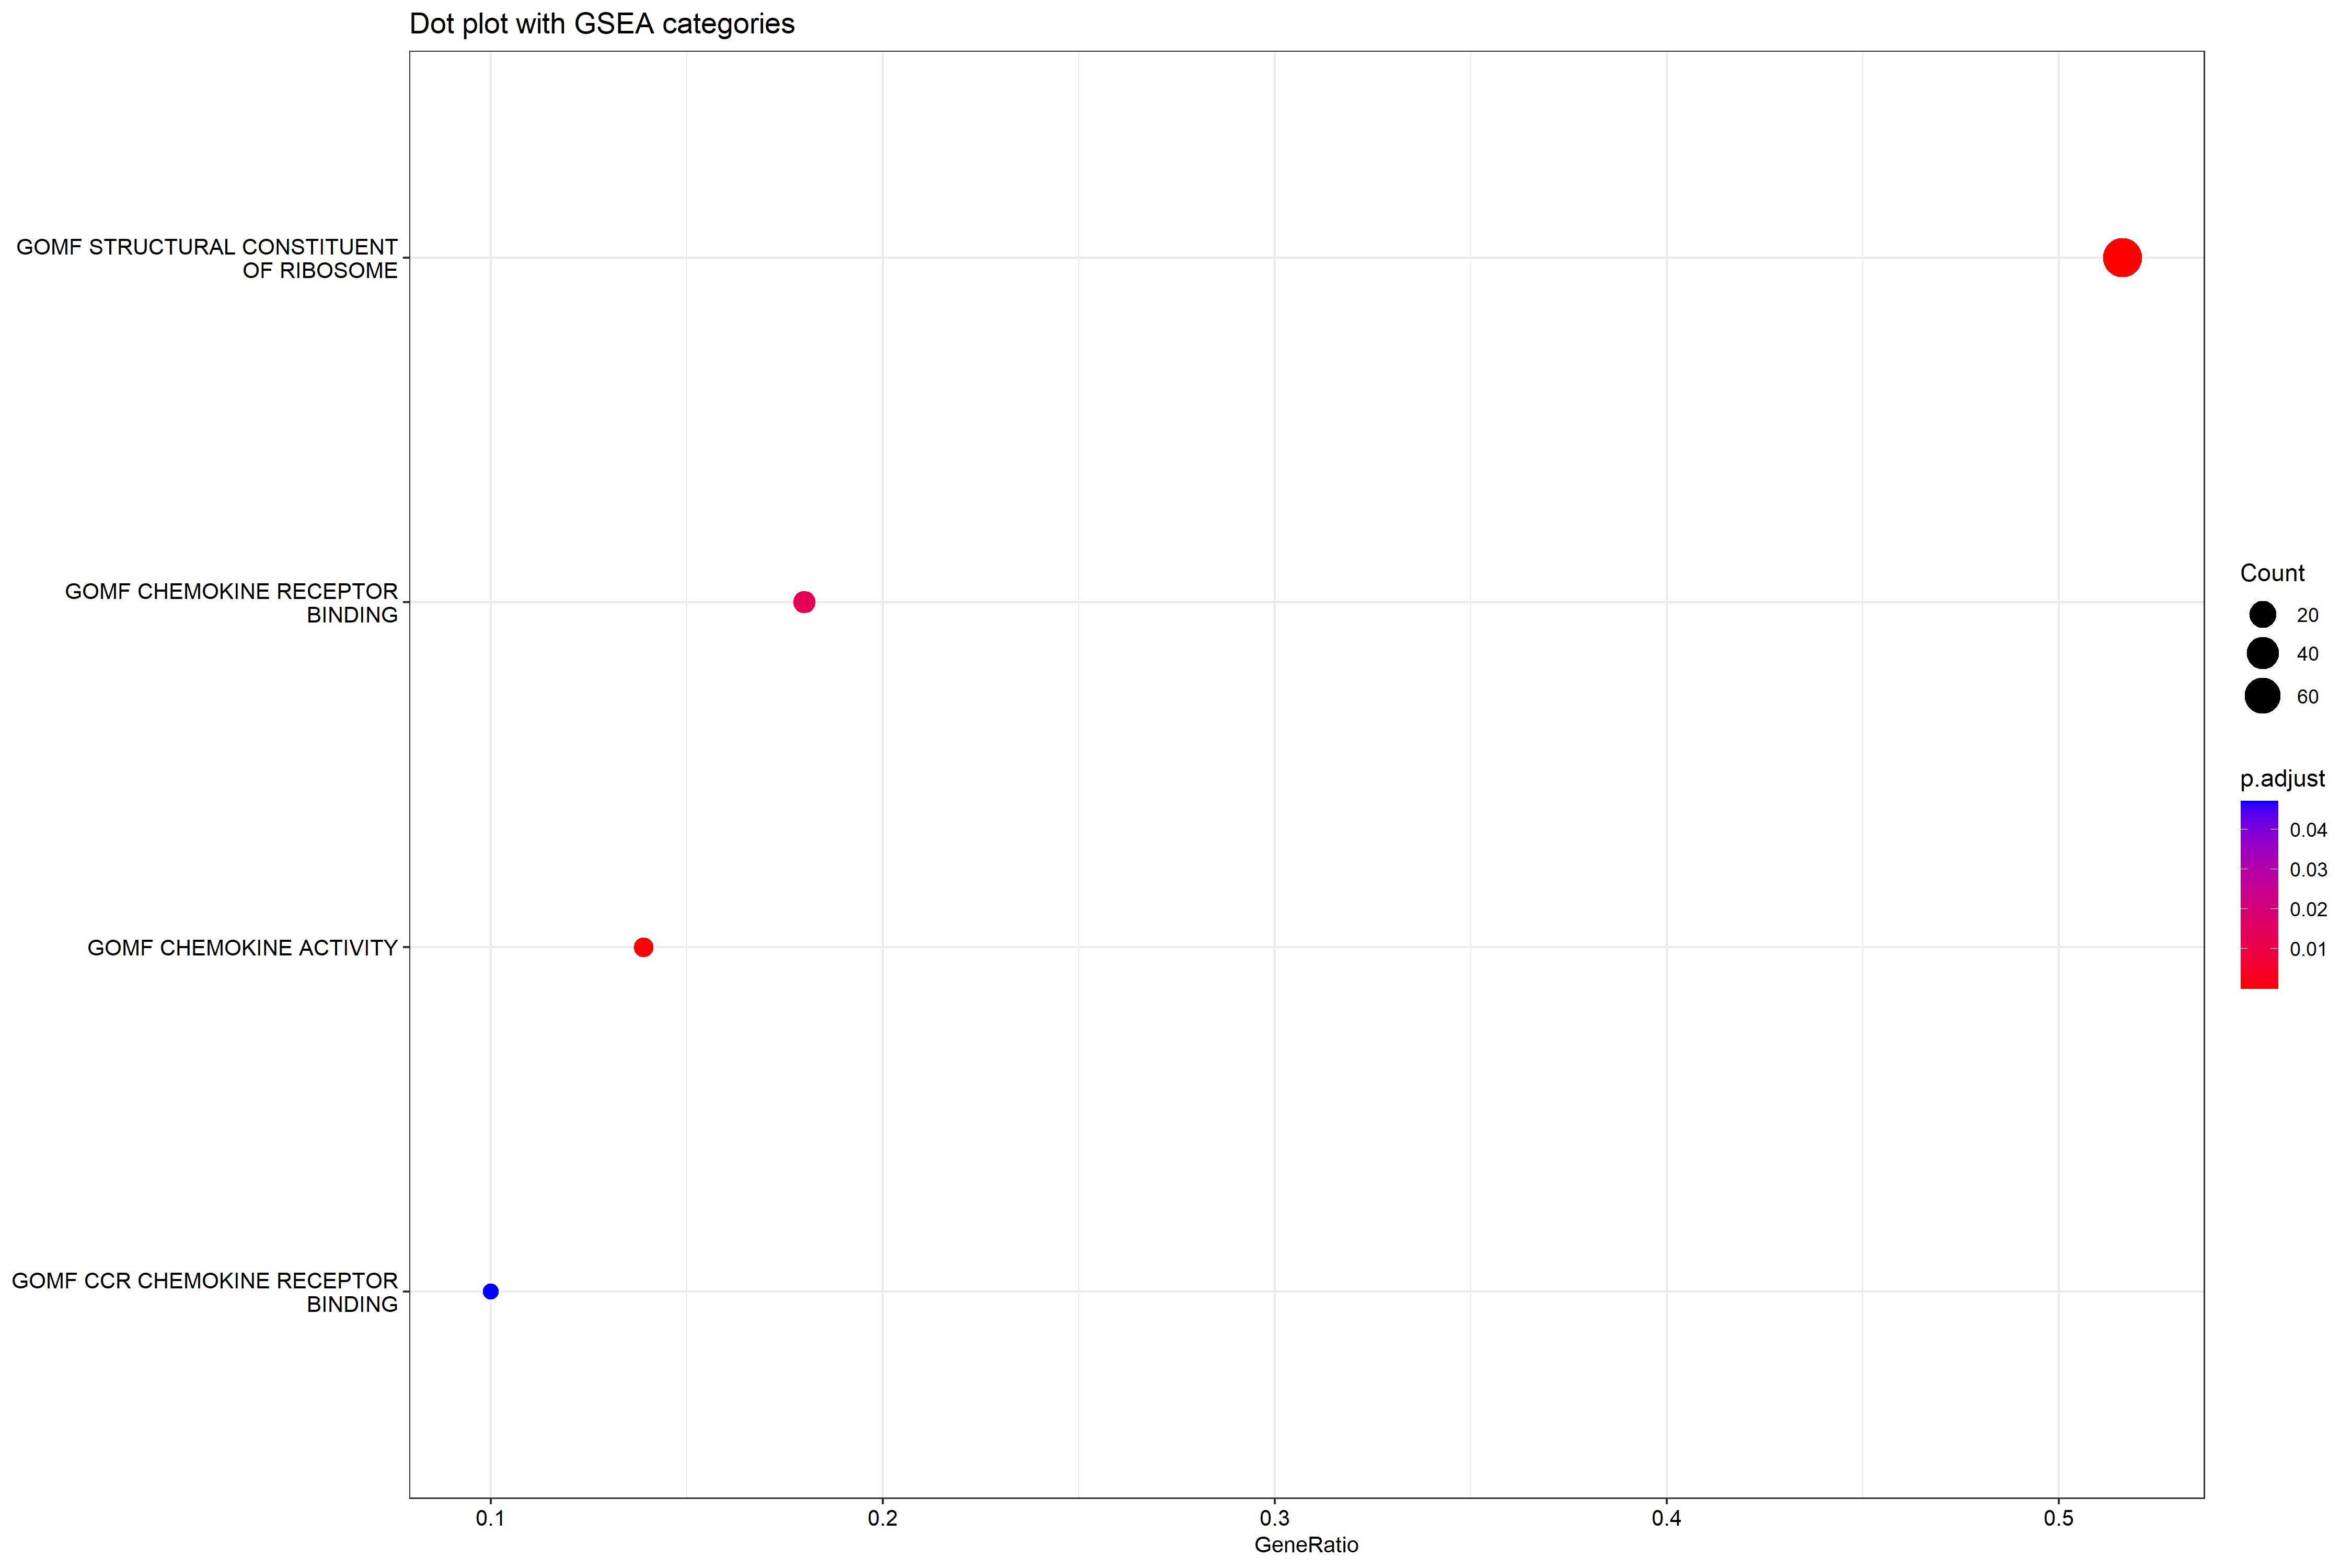 Dot plot with GSEA categories
GOMF STRUCTURAL CONSTITUENT
OF RIBOSOME
GOMF CHEMOKINE RECEPTOR
BINDING
GOMF CHEMOKINE ACTIVITY
GOMF CCR CHEMOKINE RECEPTOR
BINDING
0.1 0.2 0.3 0.4 0.5
GeneRatio
Count
20
40
60
p.adjust
0.04
0.03
0.02
0.01